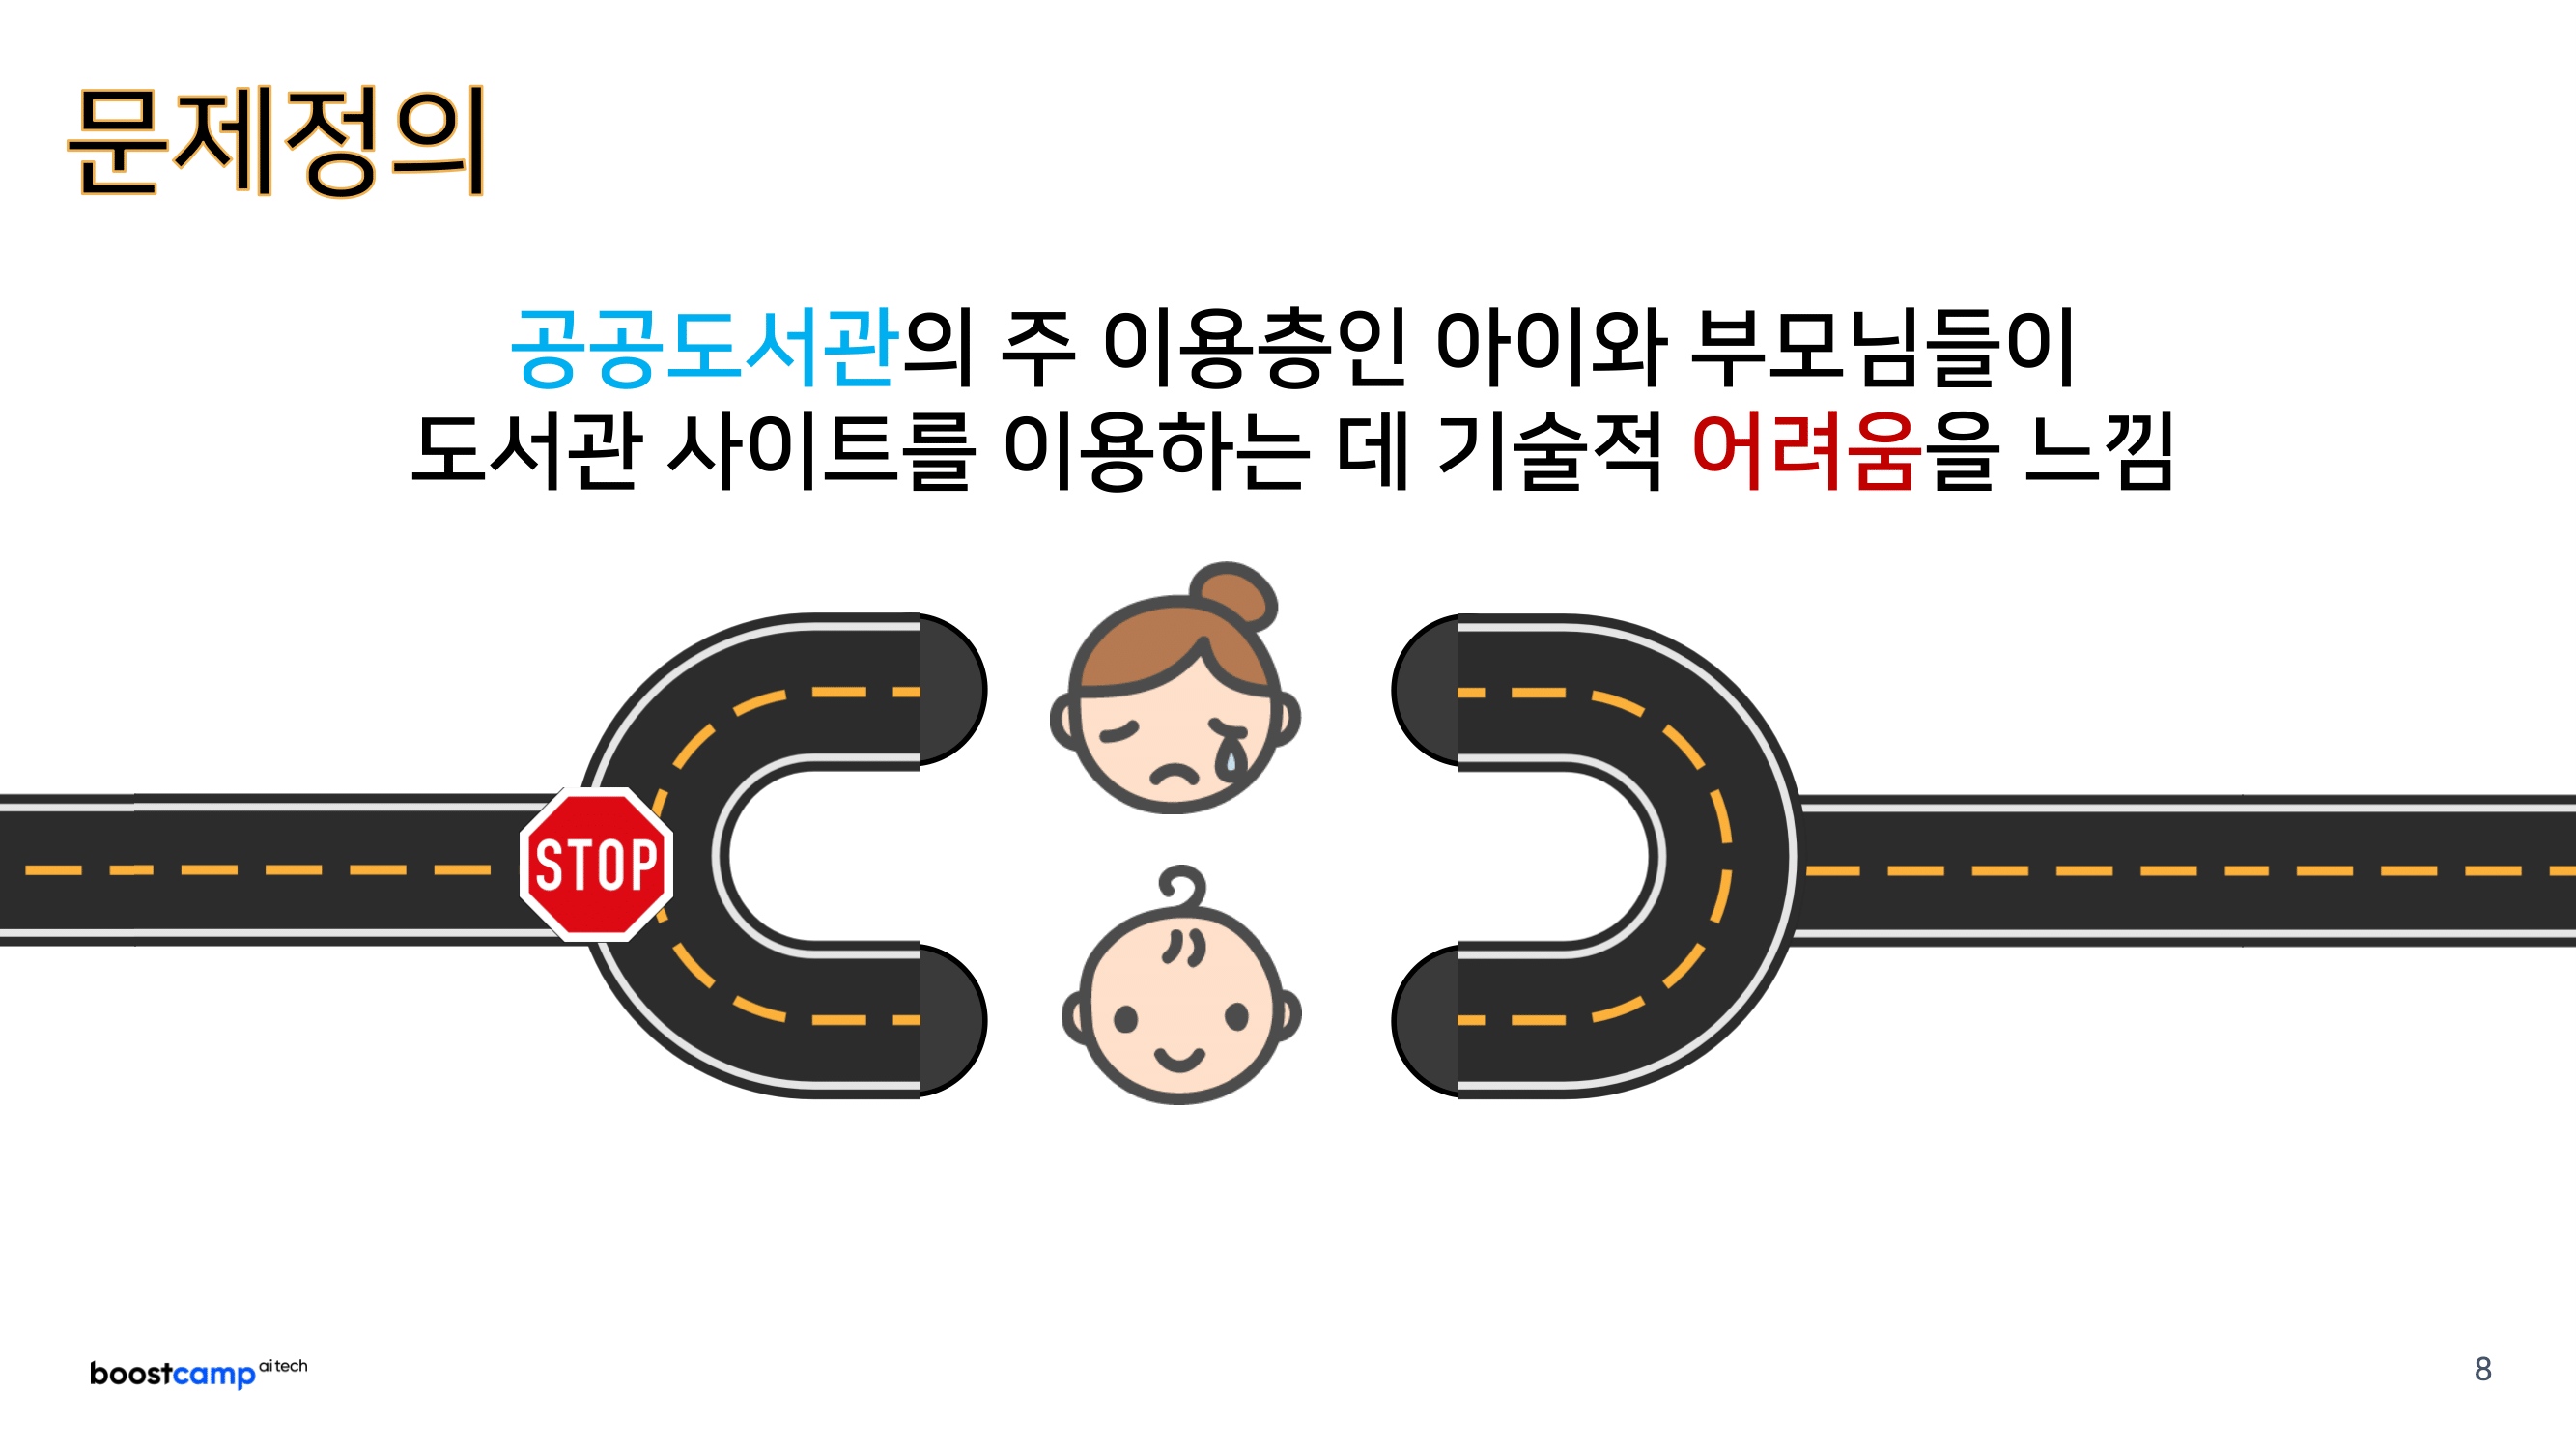 문제정의
공공도서관의 주 이용층인 아이와 부모님들이
도서관 사이트를 이용하는 데 기술적 어려움을 느낌
STOP
boostcamp ai tech
8